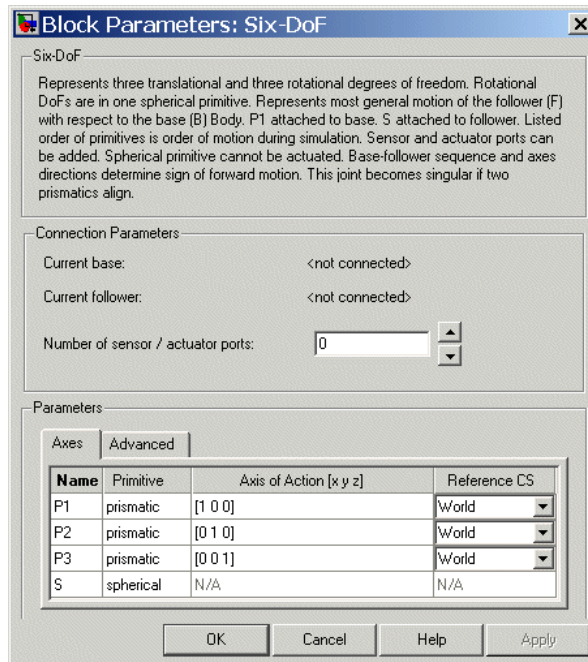 Block Parameters: Six-DoF
Six-DoF
Represents three translational and three rotational degrees of freedom. Rotational
DoFs are in one spherical primitive. Represents most general motion of the follower (F)
with respect to the base (B) Body. P1 attached to base. S attached to follower. Listed
order of primitives is order of motion during simulation. Sensor and actuator ports can
be added. Spherical primitive cannot be actuated. Base-follower sequence and axes
directions determine sign of forward motion. This joint becomes singular if two
prismatics align.
Connection Parameters
Current base: <not connected>
Current follower: <not connected>
Number of sensor / actuator ports: 0
Parameters
Axes Advanced
Name Primitive Axis of Action [x y z] Reference CS
P1 prismatic [1 0 0] World
P2 prismatic [0 1 0] World
P3 prismatic [0 0 1] World
S spherical N/A N/A
OK Cancel Help Apply